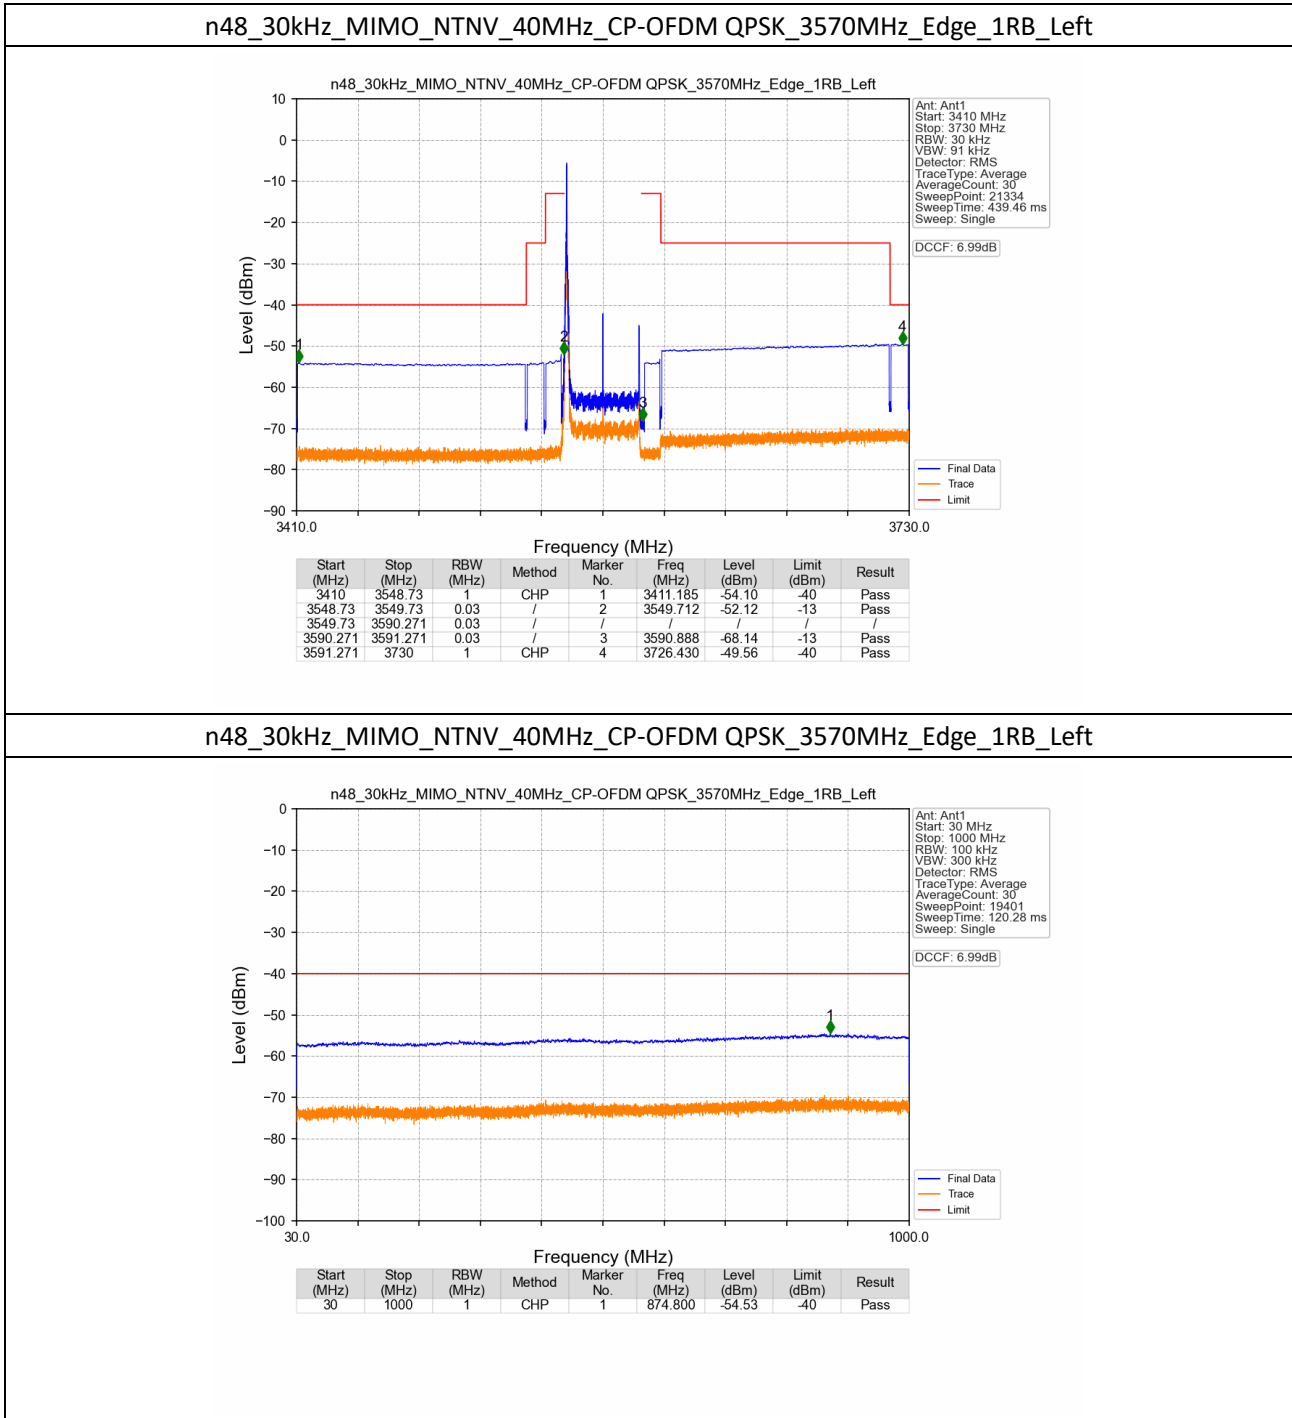 n48_30kHz_MIMO_NTNV_40MHz_CP-OFDM QPSK_3570MHz_Edge_1RB_Left
n48_30kHz_MIMO_NTNV_40MHz_CP-OFDM QPSK_3570MHz_Edge_1RB_Left
Ant: Ant1
Start: 3410 MHz
Stop: 3730 MHz
RBW: 30 kHz
VBW: 91 kHz
Detector: RMS
TraceType: Average
AverageCount: 30
SweepPoint: 21334
SweepTime: 439.46 ms
Sweep: Single
DCCF: 6.99dB
Level (dBm)
10
0
−10
−20
−30
−40
−50
−60
−70
−80
−90
1
2
3
4
Final Data
Trace
Limit
3410.0 3730.0
Frequency (MHz)
Start (MHz) Stop (MHz) RBW (MHz) Method Marker No. Freq (MHz) Level (dBm) Limit (dBm) Result
3410 3548.73 1 CHP 1 3411.185 -54.10 -40 Pass
3548.73 3549.73 0.03 / 2 3549.712 -52.12 -13 Pass
3549.73 3590.271 0.03 / / / / / /
3590.271 3591.271 0.03 / 3 3590.888 -68.14 -13 Pass
3591.271 3730 1 CHP 4 3726.430 -49.56 -40 Pass
n48_30kHz_MIMO_NTNV_40MHz_CP-OFDM QPSK_3570MHz_Edge_1RB_Left
n48_30kHz_MIMO_NTNV_40MHz_CP-OFDM QPSK_3570MHz_Edge_1RB_Left
Ant: Ant1
Start: 30 MHz
Stop: 1000 MHz
RBW: 100 kHz
VBW: 300 kHz
Detector: RMS
TraceType: Average
AverageCount: 30
SweepPoint: 19401
SweepTime: 120.28 ms
Sweep: Single
DCCF: 6.99dB
Level (dBm)
0
−10
−20
−30
−40
−50
−60
−70
−80
−90
−100
1
Final Data
Trace
Limit
30.0 1000.0
Frequency (MHz)
Start (MHz) Stop (MHz) RBW (MHz) Method Marker No. Freq (MHz) Level (dBm) Limit (dBm) Result
30 1000 1 CHP 1 874.800 -54.53 -40 Pass